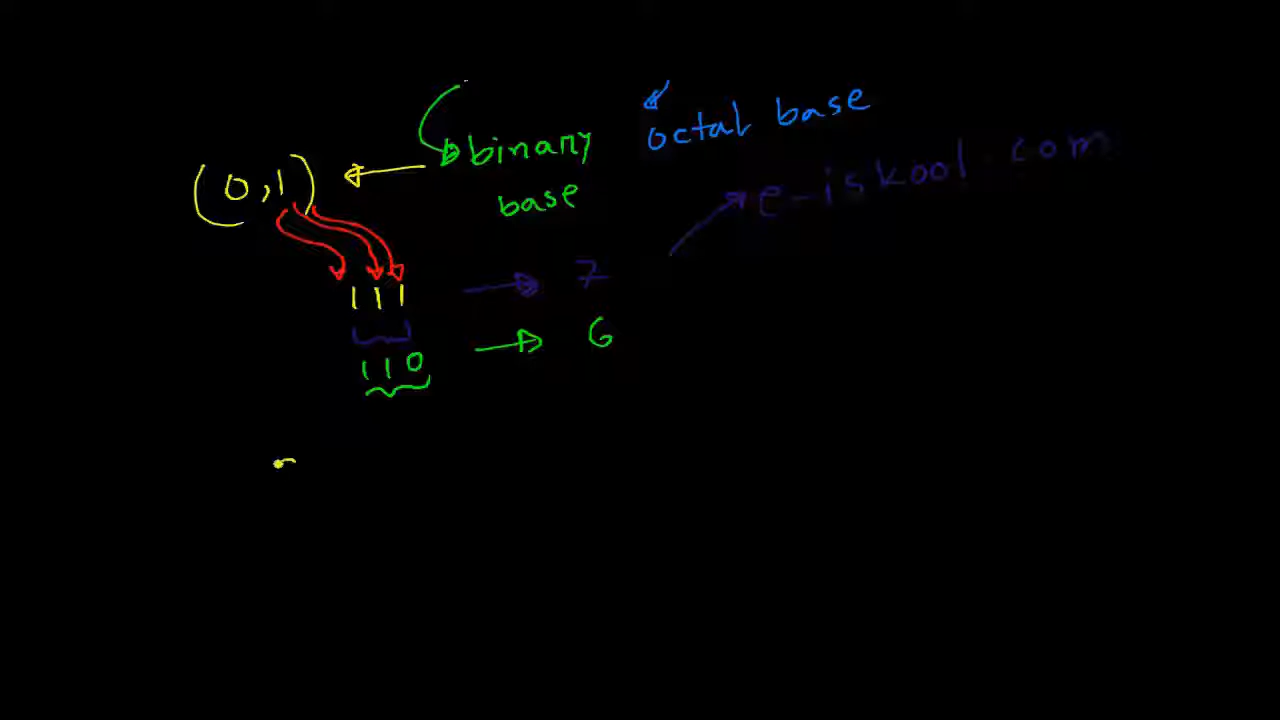 octal base
binary
base
(0,1)
e-iskool.com
111 → 7
110 → 6